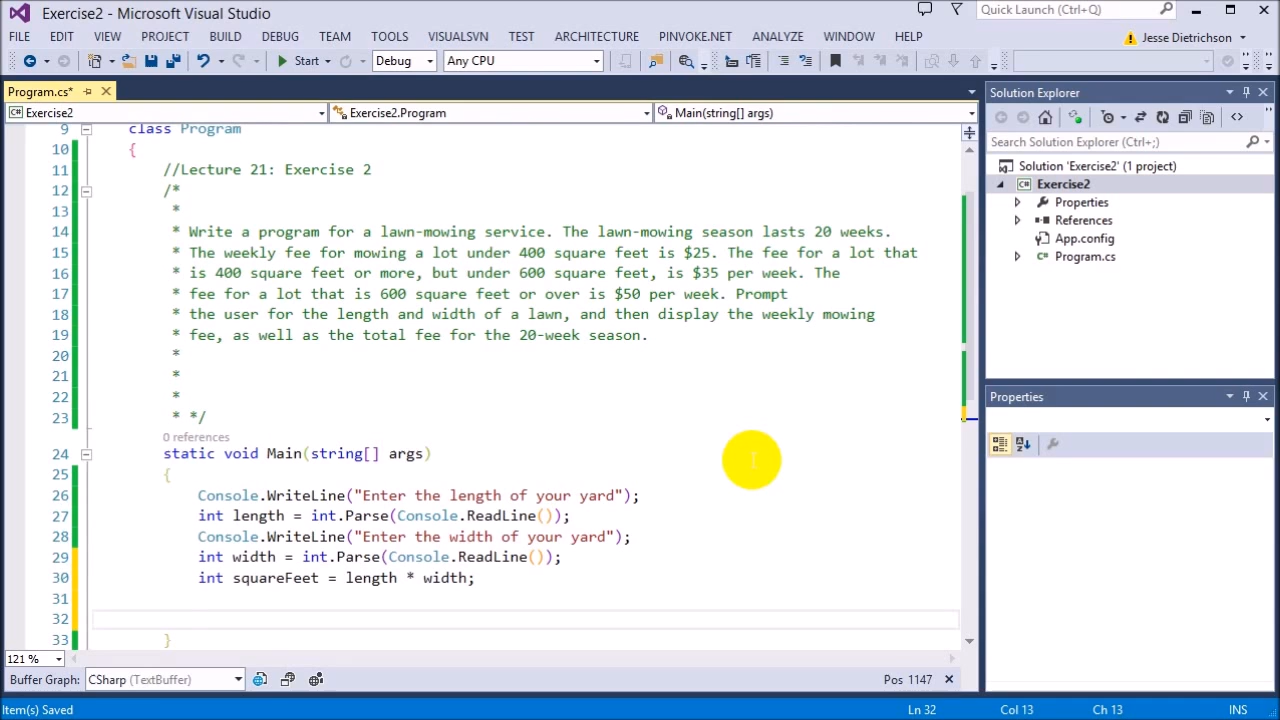 Exercise2 - Microsoft Visual Studio
Quick Launch (Ctrl+Q)
FILE EDIT VIEW PROJECT BUILD DEBUG TEAM TOOLS VISUALSVN TEST ARCHITECTURE PINVOKE.NET ANALYZE WINDOW HELP
Jesse Dietrichson
Start Debug Any CPU
Program.cs*
Exercise2 Exercise2.Program Main(string[] args)
9 class Program
10 {
11 //Lecture 21: Exercise 2
12 /*
13 *
14 * Write a program for a lawn-mowing service. The lawn-mowing season lasts 20 weeks.
15 * The weekly fee for mowing a lot under 400 square feet is $25. The fee for a lot that
16 * is 400 square feet or more, but under 600 square feet, is $35 per week. The
17 * fee for a lot that is 600 square feet or over is $50 per week. Prompt
18 * the user for the length and width of a lawn, and then display the weekly mowing
19 * fee, as well as the total fee for the 20-week season.
20 *
21 *
22 *
23 * */
0 references
24 static void Main(string[] args)
25 {
26 Console.WriteLine("Enter the length of your yard");
27 int length = int.Parse(Console.ReadLine());
28 Console.WriteLine("Enter the width of your yard");
29 int width = int.Parse(Console.ReadLine());
30 int squareFeet = length * width;
31
32
33 }
121 %
Buffer Graph: CSharp (TextBuffer) Pos 1147
Item(s) Saved Ln 32 Col 13 Ch 13 INS
Solution Explorer
Search Solution Explorer (Ctrl+;)
Solution 'Exercise2' (1 project)
Exercise2
Properties
References
App.config
Program.cs
Properties